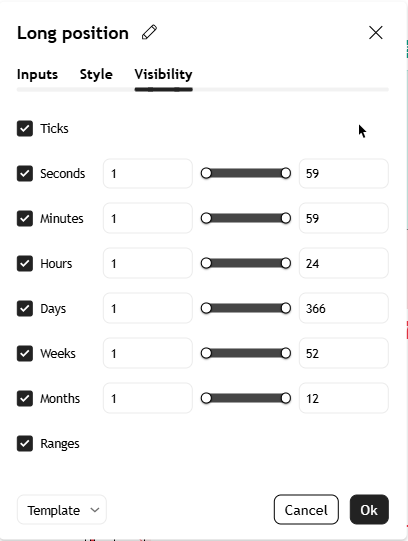 Long position
Inputs Style Visibility
Ticks
Seconds 1 59
Minutes 1 59
Hours 1 24
Days 1 366
Weeks 1 52
Months 1 12
Ranges
Template Cancel Ok